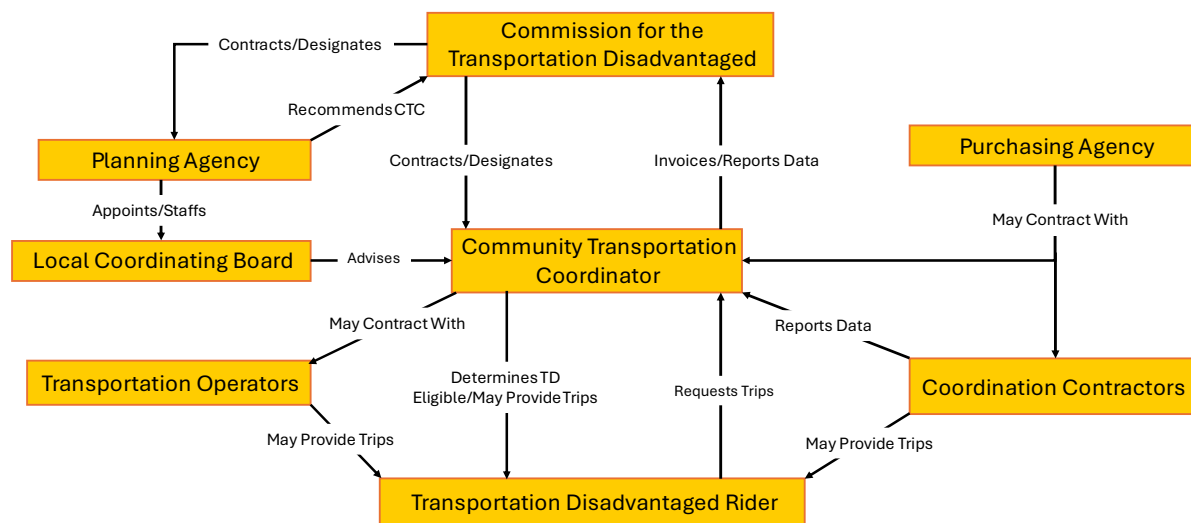 Commission for the
Transportation Disadvantaged
Contracts/Designates
Recommends CTC
Planning Agency
Purchasing Agency
Contracts/Designates
Invoices/Reports Data
Appoints/Staffs
May Contract With
Local Coordinating Board
Advises
Community Transportation
Coordinator
May Contract With
Reports Data
Transportation Operators
Determines TD
Eligible/May Provide Trips
Requests Trips
Coordination Contractors
May Provide Trips
May Provide Trips
Transportation Disadvantaged Rider